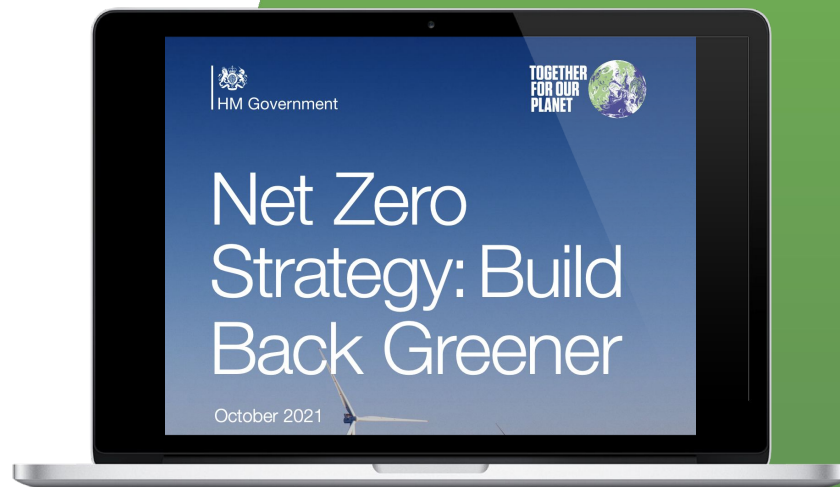 HM Government
TOGETHER
FOR OUR
PLANET
Net Zero
Strategy: Build
Back Greener
October 2021